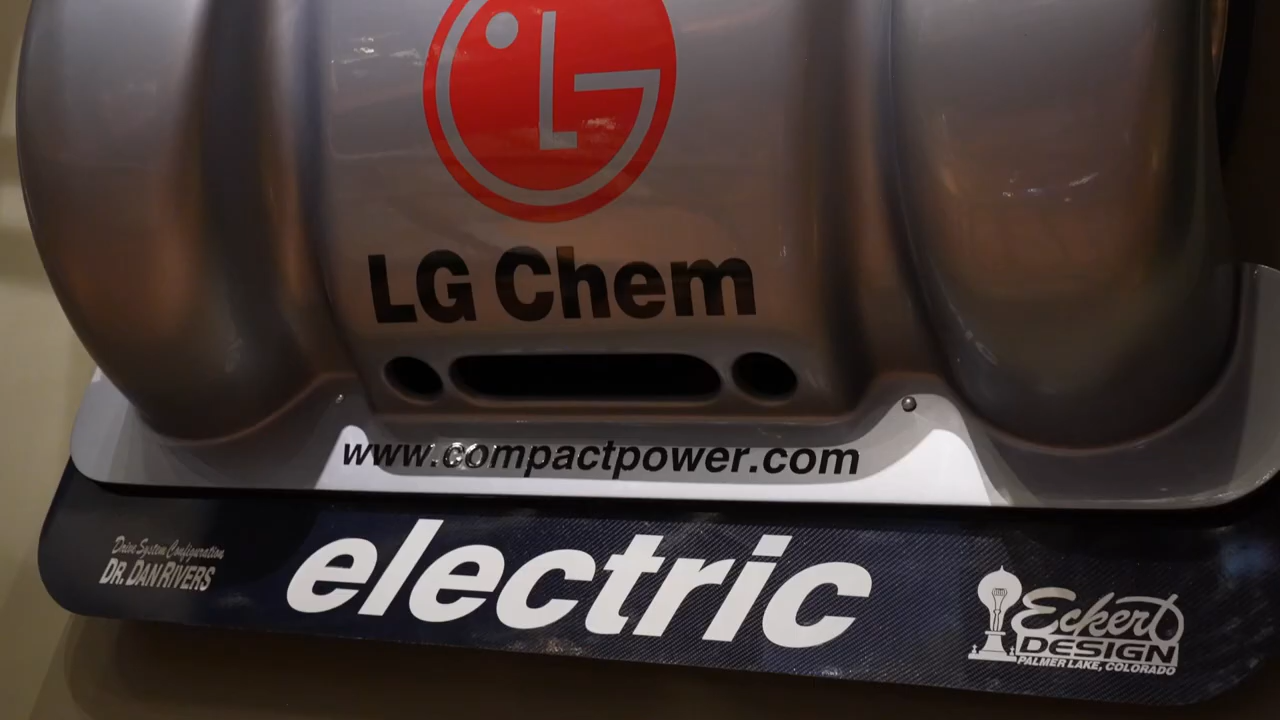 LG
LG Chem
www.compactpower.com
electric
Drive System Configuration
DR. DAN RIVERS
Eckert
DESIGN
PALMER LAKE, COLORADO